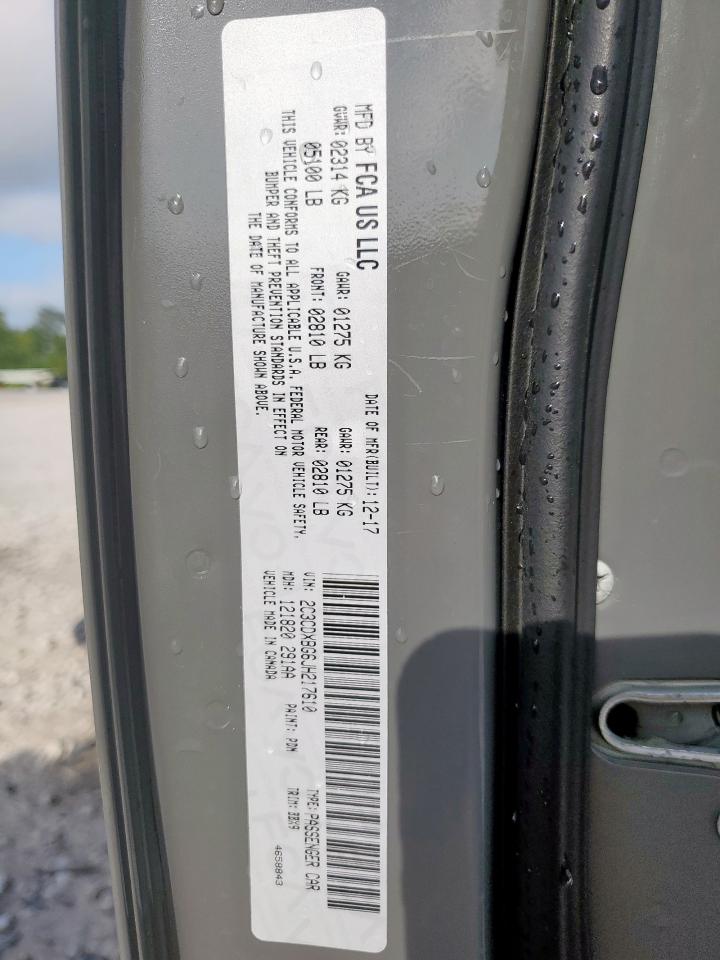 MFD BY FCA US LLC
DATE OF MFR(BUILT): 12-17
GVWR: 02314 KG
GAWR: 01275 KG
GAWR: 01275 KG
05100 LB
FRONT: 02810 LB
REAR: 02810 LB
THIS VEHICLE CONFORMS TO ALL APPLICABLE U.S.A. FEDERAL MOTOR VEHICLE SAFETY,
BUMPER AND THEFT PREVENTION STANDARDS IN EFFECT ON
THE DATE OF MANUFACTURE SHOWN ABOVE.
VIN: 2C3CDXBG6JH217610
TYPE: PASSENGER CAR
MDH: 121820 291AA
PAINT: PDN
TRIM: BBX9
VEHICLE MADE IN CANADA
4658843